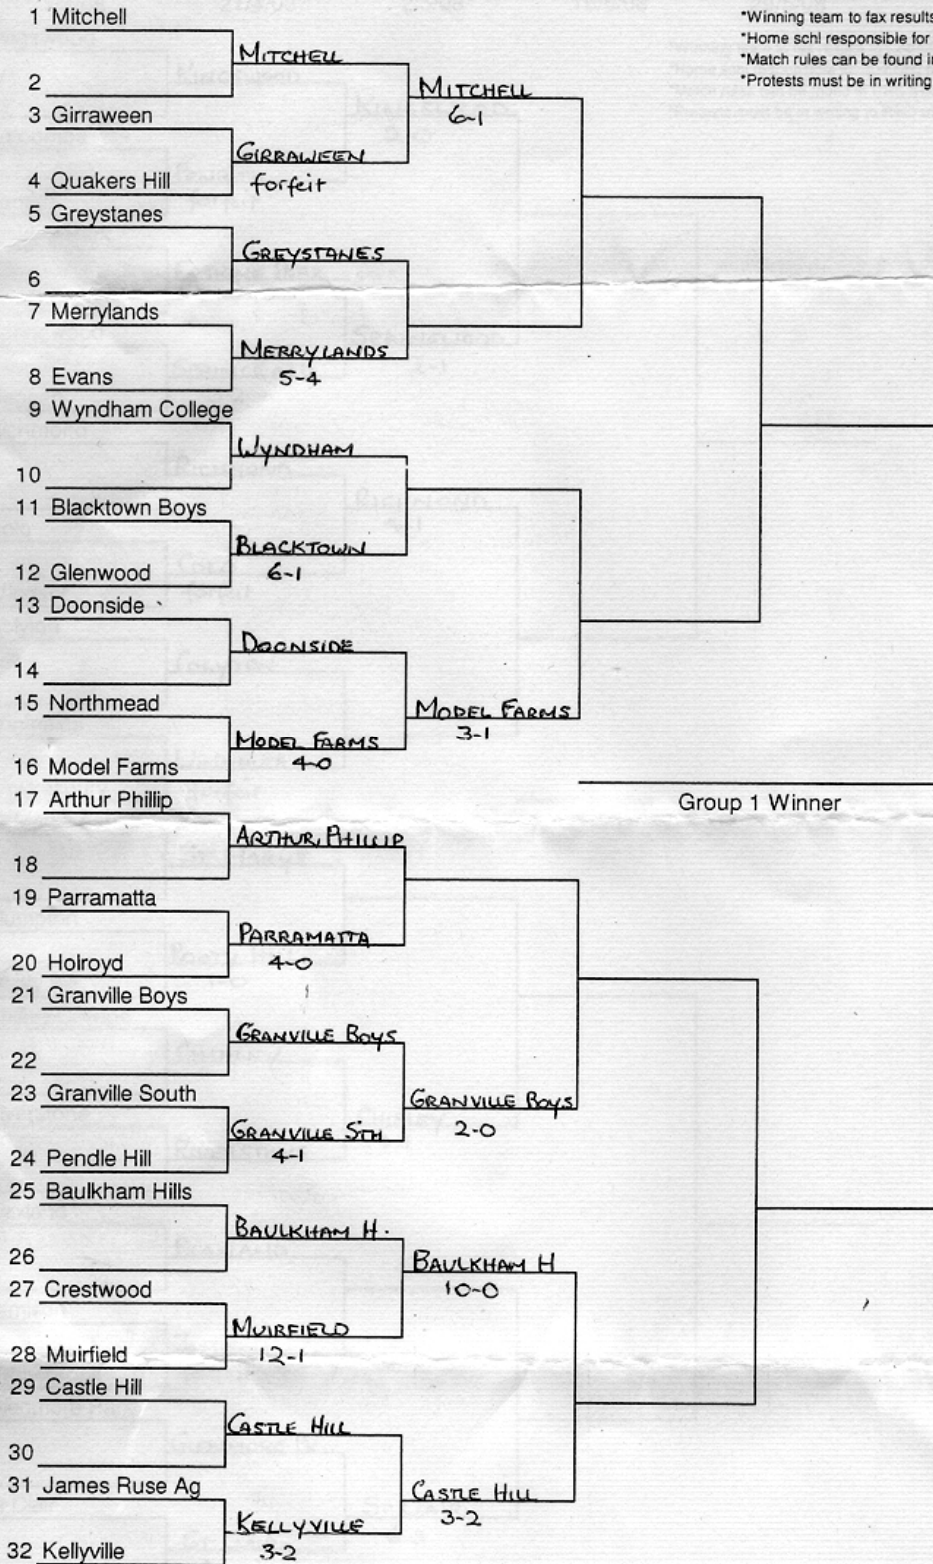 1 Mitchell
*Winning team to fax results
*Home schl responsible for
*Match rules can be found i
*Protests must be in writing
MITCHELL
2
MITCHELL
6-1
3 Girraween
GIRRAWEEN
forfeit
4 Quakers Hill
5 Greystanes
GREYSTANES
6
7 Merrylands
MERRYLANDS
5-4
8 Evans
9 Wyndham College
WYNDHAM
10
11 Blacktown Boys
BLACKTOWN
6-1
12 Glenwood
13 Doonside
DOONSIDE
14
15 Northmead
MODEL FARMS
3-1
MODEL FARMS
4-0
16 Model Farms
17 Arthur Phillip
Group 1 Winner
ARTHUR PHILLIP
18
19 Parramatta
PARRAMATTA
4-0
20 Holroyd
21 Granville Boys
GRANVILLE BOYS
22
23 Granville South
GRANVILLE BOYS
2-0
GRANVILLE STH
4-1
24 Pendle Hill
25 Baulkham Hills
BAULKHAM H.
26
BAULKHAM H
10-0
27 Crestwood
MUIRFIELD
12-1
28 Muirfield
29 Castle Hill
CASTLE HILL
30
31 James Ruse Ag
CASTLE HILL
3-2
KELLYVILLE
3-2
32 Kellyville